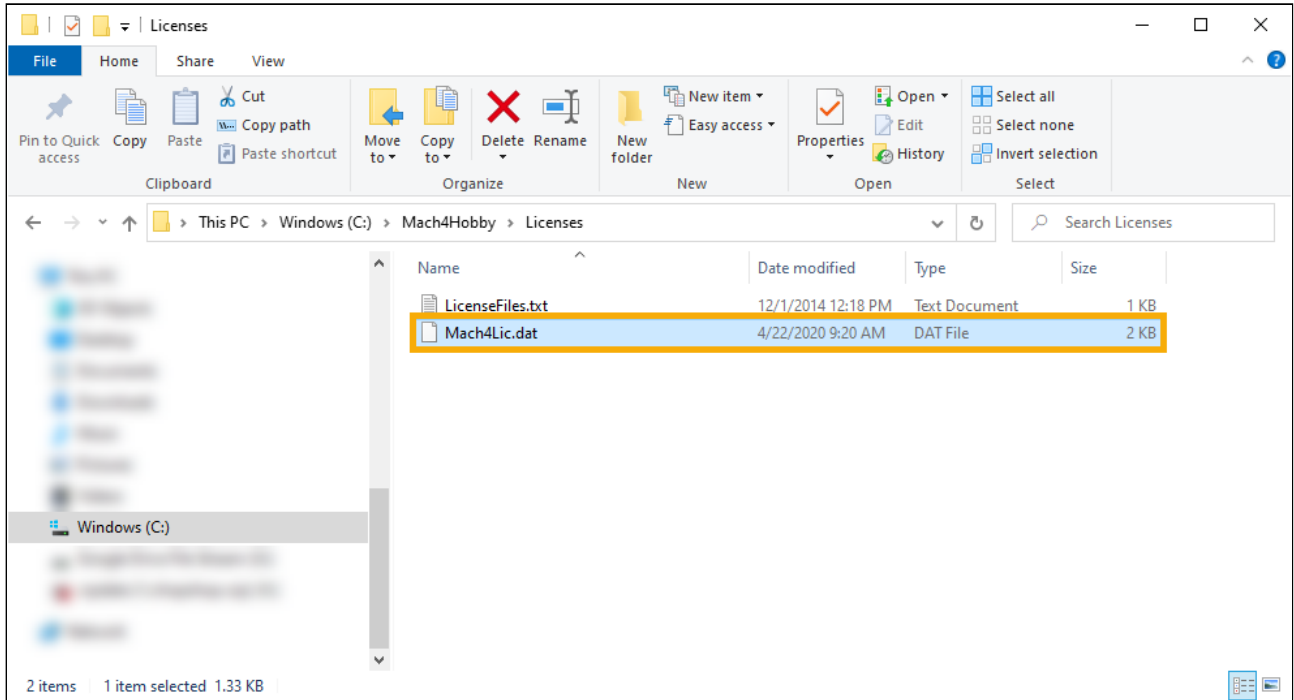 Licenses
File Home Share View
Pin to Quick access
Copy
Paste
Cut
Copy path
Paste shortcut
Clipboard
Move to
Copy to
Delete
Rename
Organize
New folder
New item
Easy access
New
Properties
Open
Edit
History
Open
Select all
Select none
Invert selection
Select
This PC > Windows (C:) > Mach4Hobby > Licenses
Search Licenses
Name Date modified Type Size
LicenseFiles.txt 12/1/2014 12:18 PM Text Document 1 KB
Mach4Lic.dat 4/22/2020 9:20 AM DAT File 2 KB
Windows (C:)
2 items 1 item selected 1.33 KB